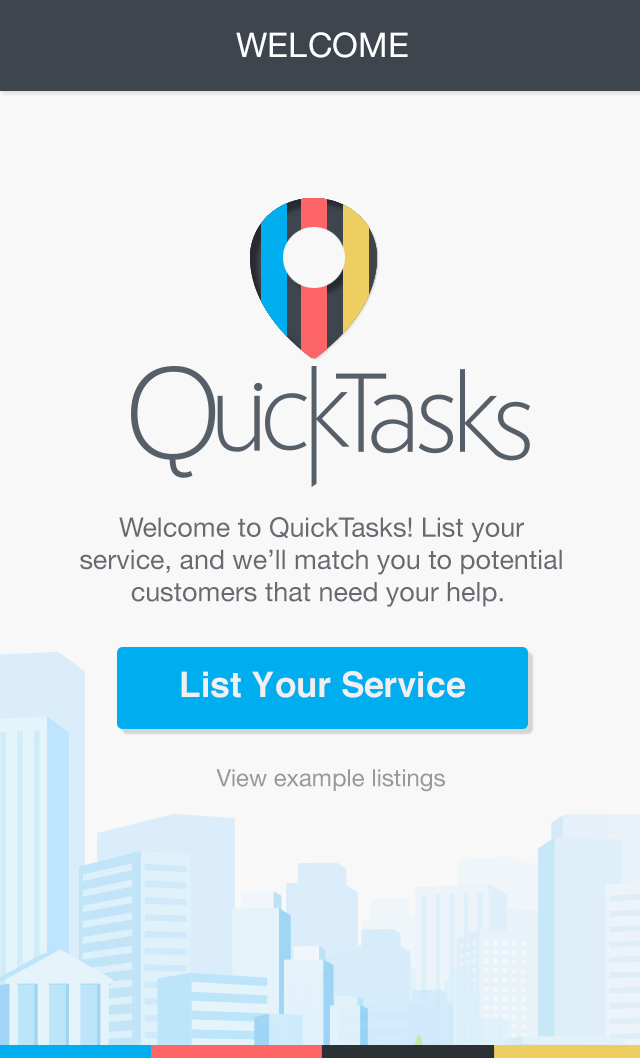 WELCOME
QuickTasks
Welcome to QuickTasks! List your
service, and we’ll match you to potential
customers that need your help.
List Your Service
View example listings